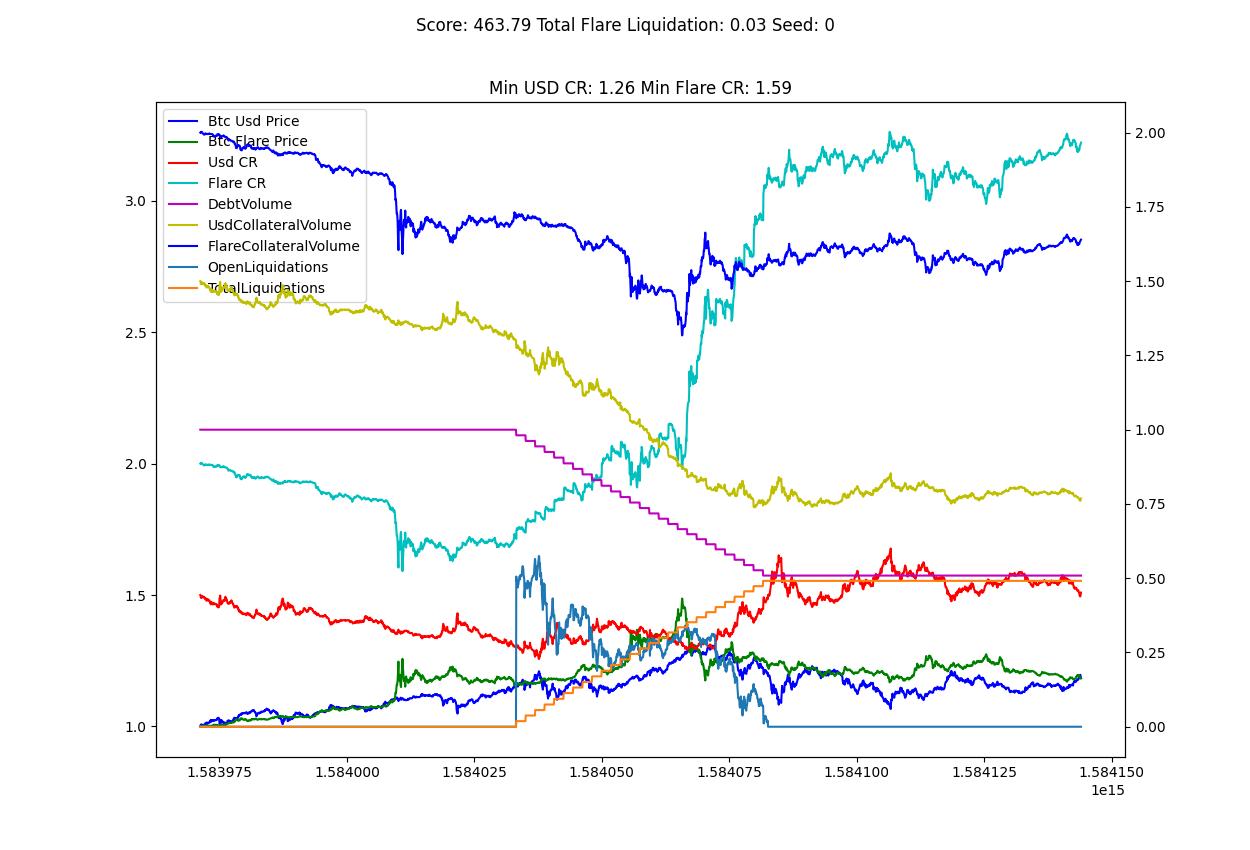 Score: 463.79 Total Flare Liquidation: 0.03 Seed: 0
Min USD CR: 1.26 Min Flare CR: 1.59
Btc Usd Price
Btc Flare Price
Usd CR
Flare CR
DebtVolume
UsdCollateralVolume
FlareCollateralVolume
OpenLiquidations
TotalLiquidations
3.0
2.5
2.0
1.5
1.0
2.00
1.75
1.50
1.25
1.00
0.75
0.50
0.25
0.00
1.583975 1.584000 1.584025 1.584050 1.584075 1.584100 1.584125 1.584150
1e15